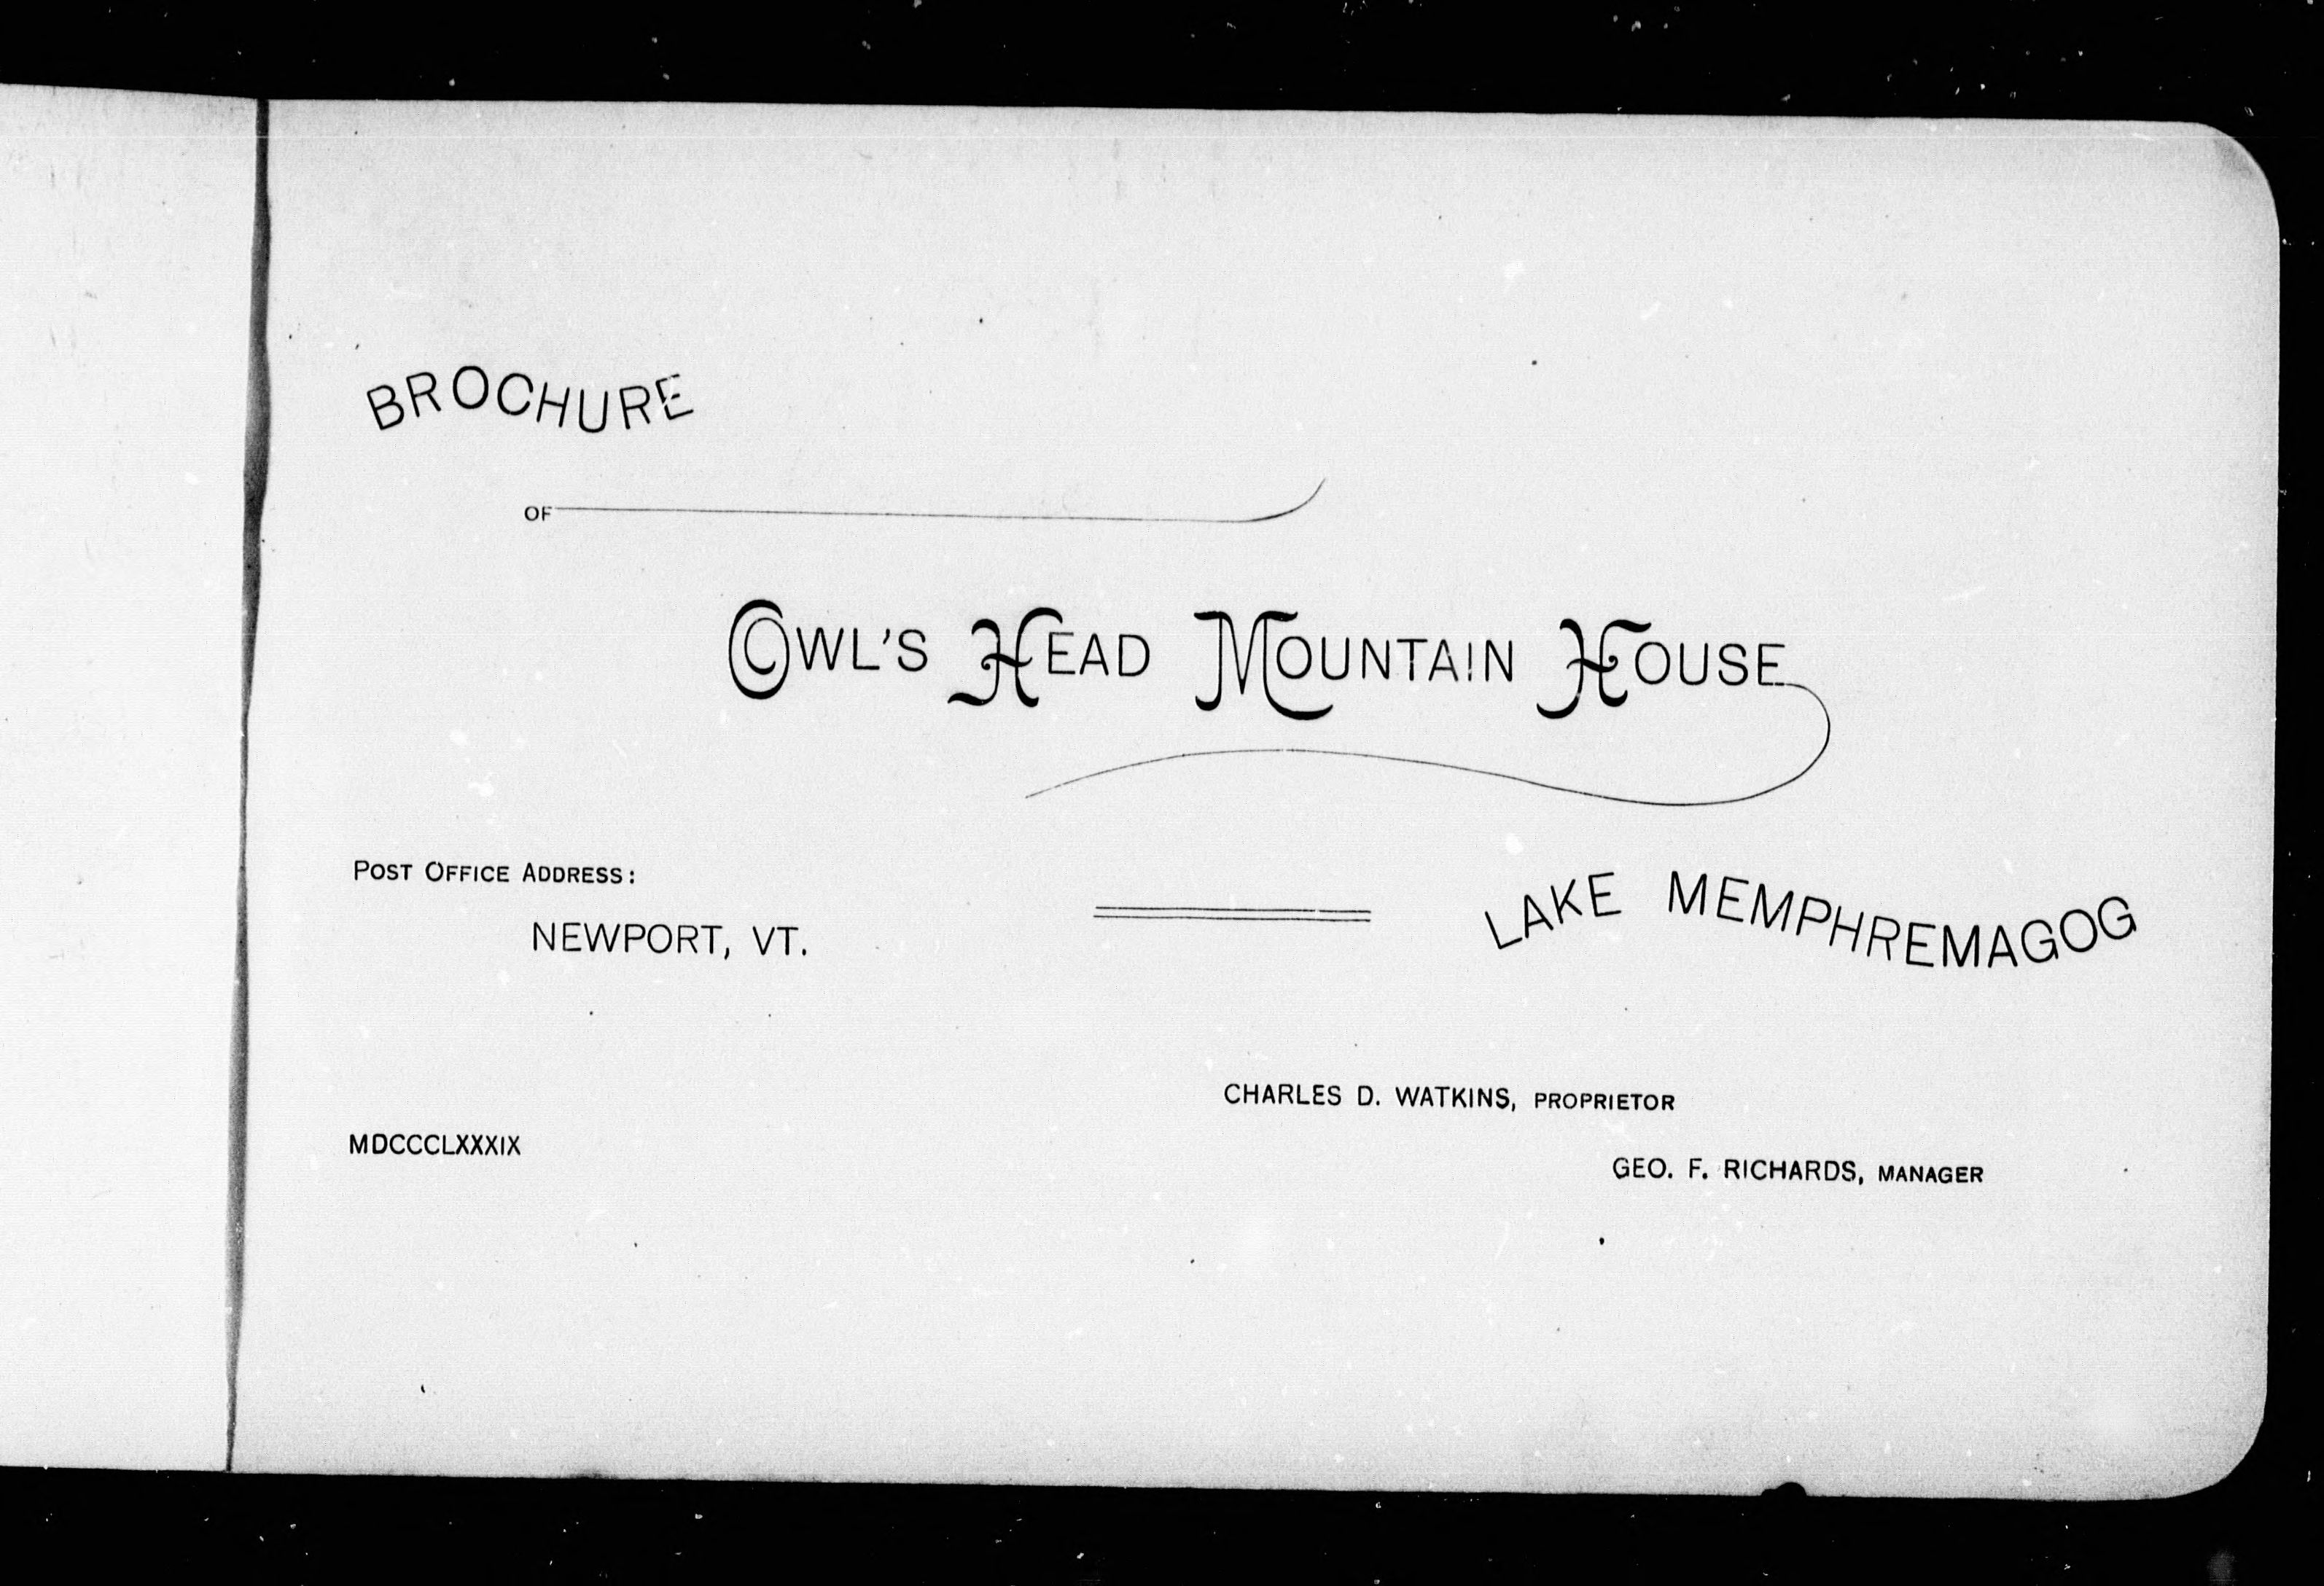 BROCHURE
OF
OWL'S HEAD MOUNTAIN HOUSE
POST OFFICE ADDRESS:
NEWPORT, VT.
LAKE MEMPHREMAGOG
CHARLES D. WATKINS, PROPRIETOR
MDCCCLXXXIX
GEO. F. RICHARDS, MANAGER